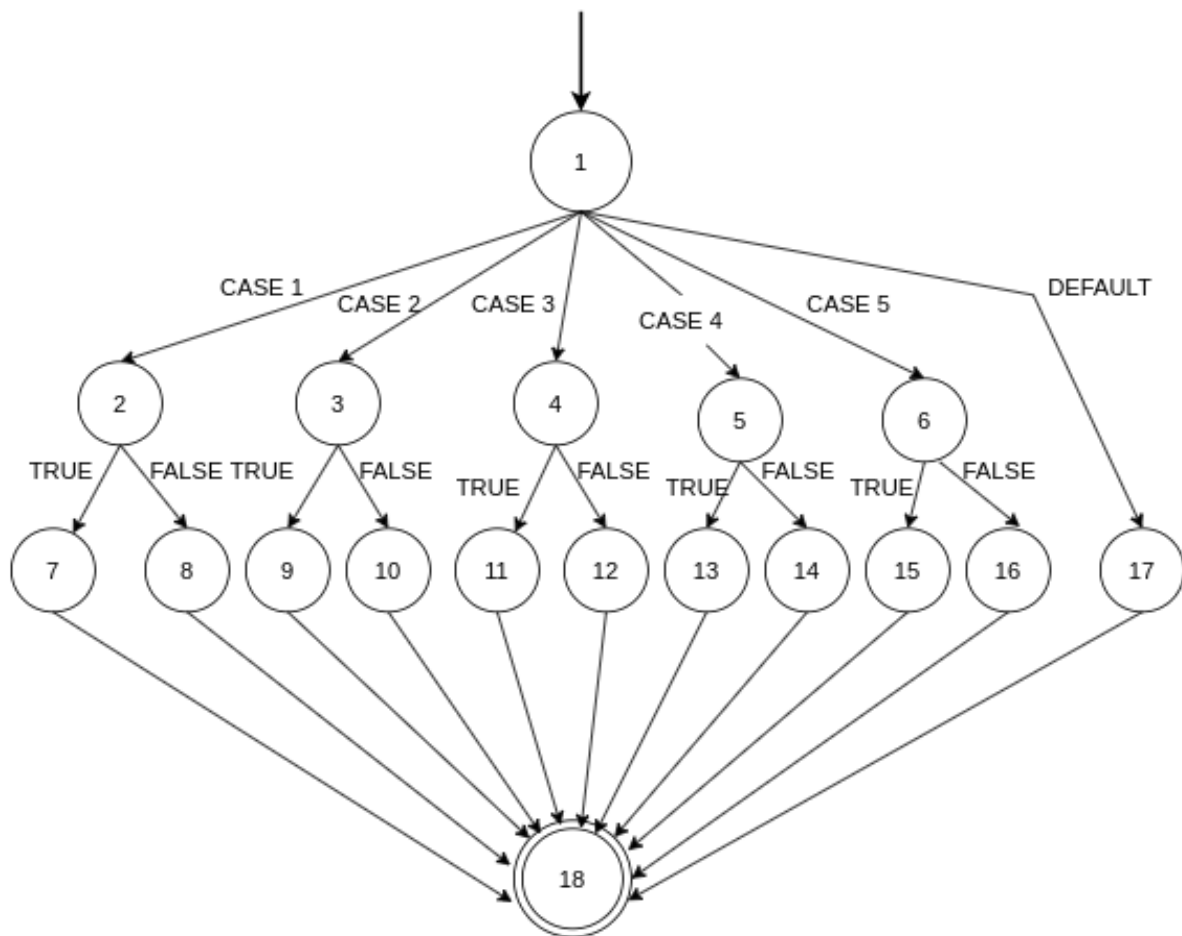 1
CASE 1
CASE 2
CASE 3
CASE 4
CASE 5
DEFAULT
2
3
4
5
6
TRUE
FALSE
TRUE
FALSE
TRUE
FALSE
TRUE
FALSE
TRUE
FALSE
7
8
9
10
11
12
13
14
15
16
17
18